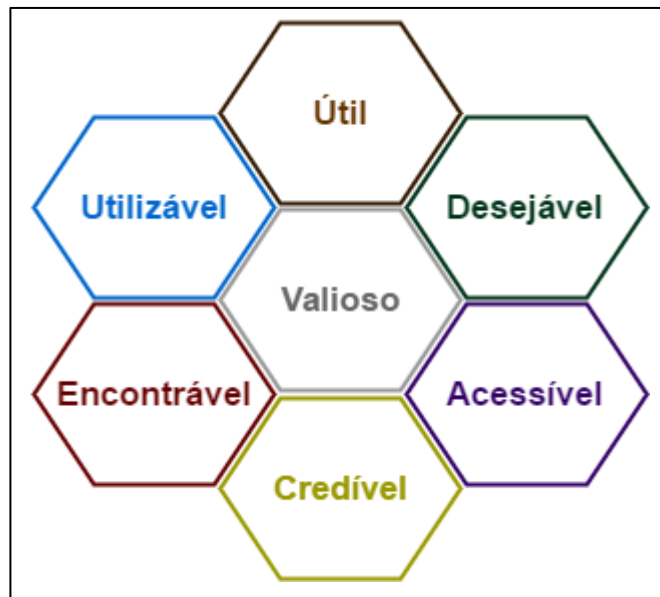 Útil
Utilizável
Desejável
Valioso
Encontrável
Acessível
Credível